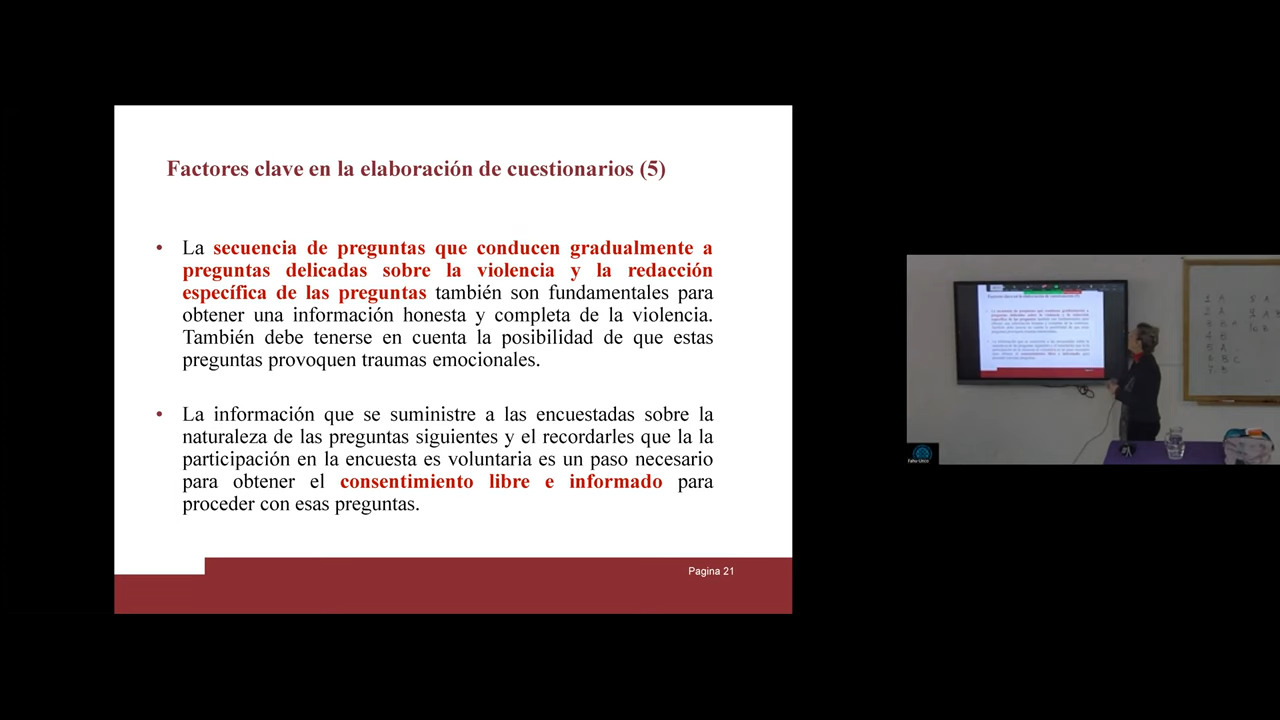 Factores clave en la elaboración de cuestionarios (5)
• La secuencia de preguntas que conducen gradualmente a
preguntas delicadas sobre la violencia y la redacción
específica de las preguntas también son fundamentales para
obtener una información honesta y completa de la violencia.
También debe tenerse en cuenta la posibilidad de que estas
preguntas provoquen traumas emocionales.
• La información que se suministre a las encuestadas sobre la
naturaleza de las preguntas siguientes y el recordarles que la la
participación en la encuesta es voluntaria es un paso necesario
para obtener el consentimiento libre e informado para
proceder con esas preguntas.
Pagina 21